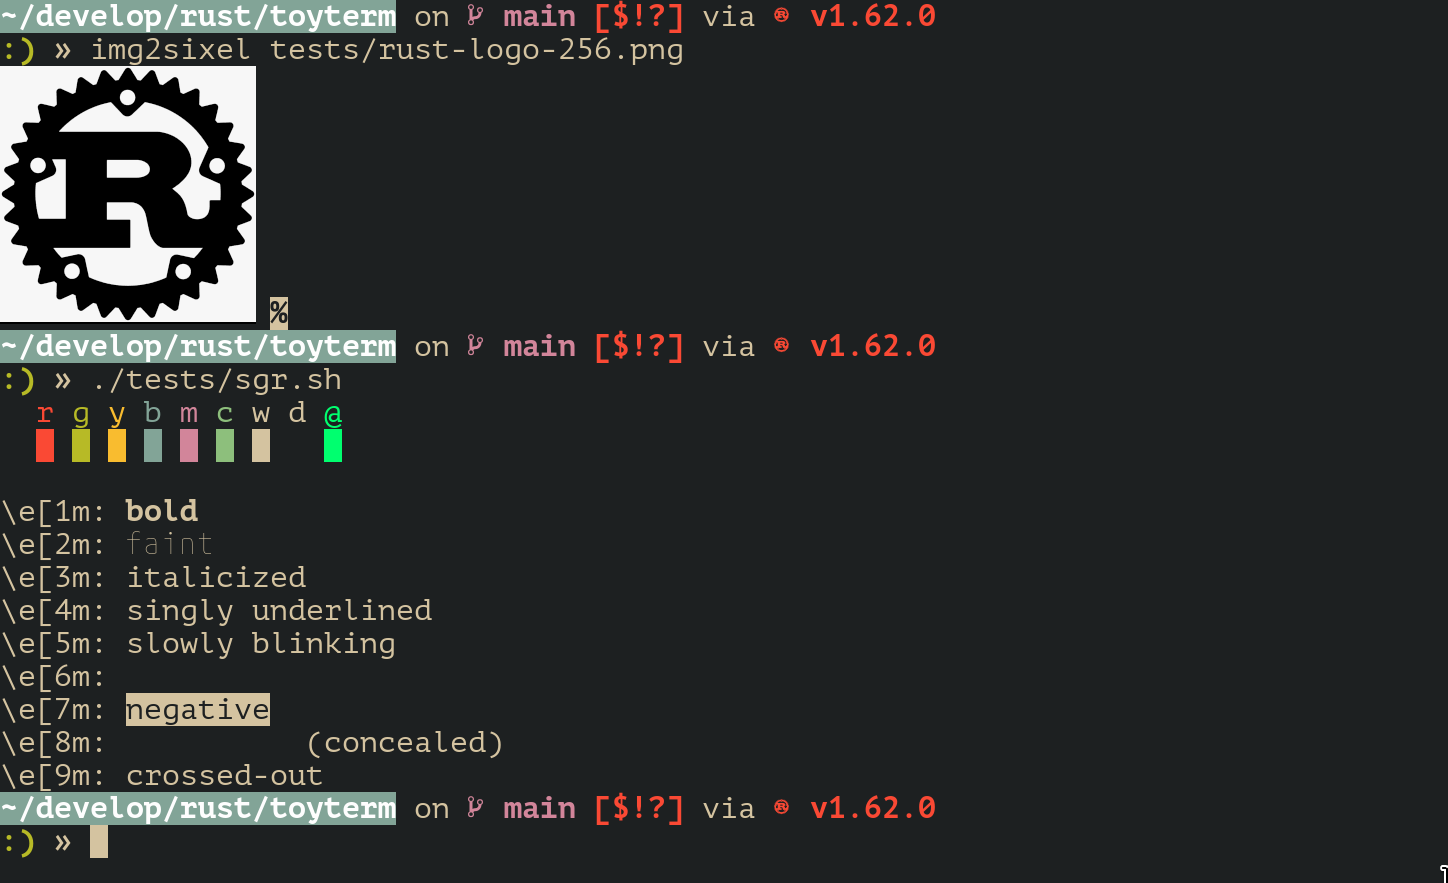 ~/develop/rust/toyterm on main [$!?] via ® v1.62.0
:) » img2sixel tests/rust-logo-256.png
R
%
~/develop/rust/toyterm on main [$!?] via ® v1.62.0
:) » ./tests/sgr.sh
r g y b m c w d @
\e[1m: bold
\e[2m: faint
\e[3m: italicized
\e[4m: singly underlined
\e[5m: slowly blinking
\e[6m:
\e[7m: negative
\e[8m: (concealed)
\e[9m: crossed-out
~/develop/rust/toyterm on main [$!?] via ® v1.62.0
:) »